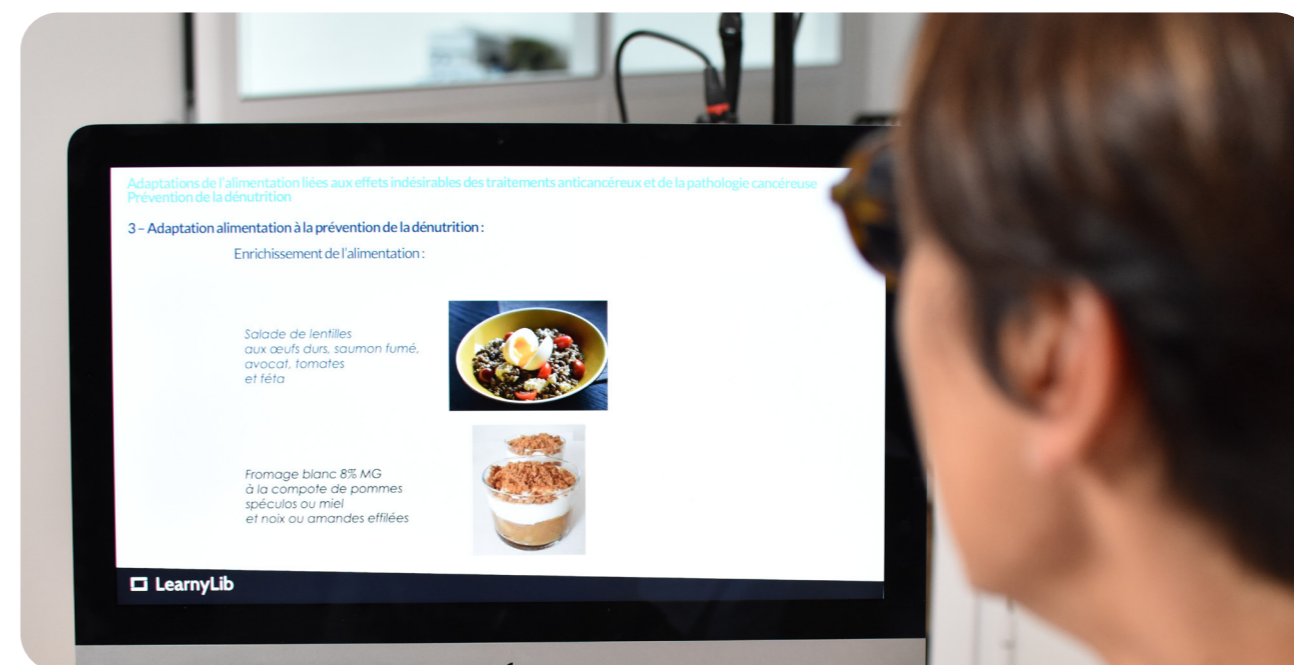 Adaptations de l'alimentation liées aux effets indésirables des traitements anticancéreux et de la pathologie cancéreuse
Prévention de la dénutrition
3 – Adaptation alimentation à la prévention de la dénutrition :
Enrichissement de l'alimentation :
Salade de lentilles
aux œufs durs, saumon fumé,
avocat, tomates
et féta
Fromage blanc 8% MG
à la compote de pommes
spéculos ou miel
et noix ou amandes effilées
LearnyLib